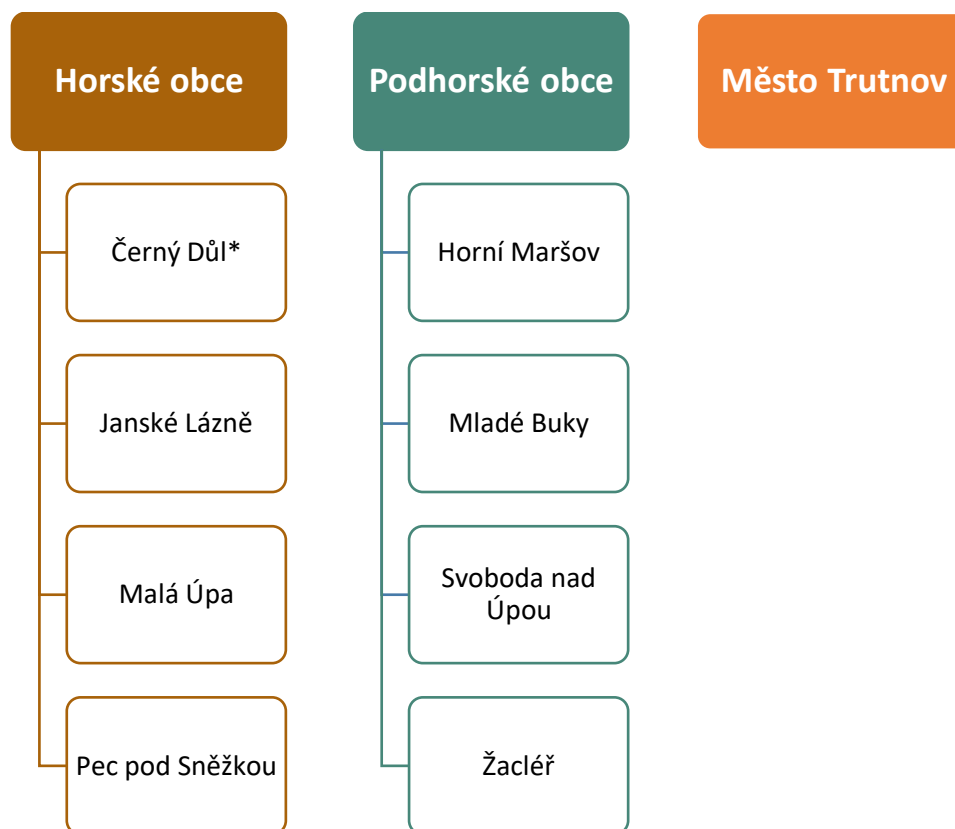 Horské obce
Černý Důl*
Janské Lázně
Malá Úpa
Pec pod Sněžkou
Podhorské obce
Horní Maršov
Mladé Buky
Svoboda nad
Úpou
Žacléř
Město Trutnov